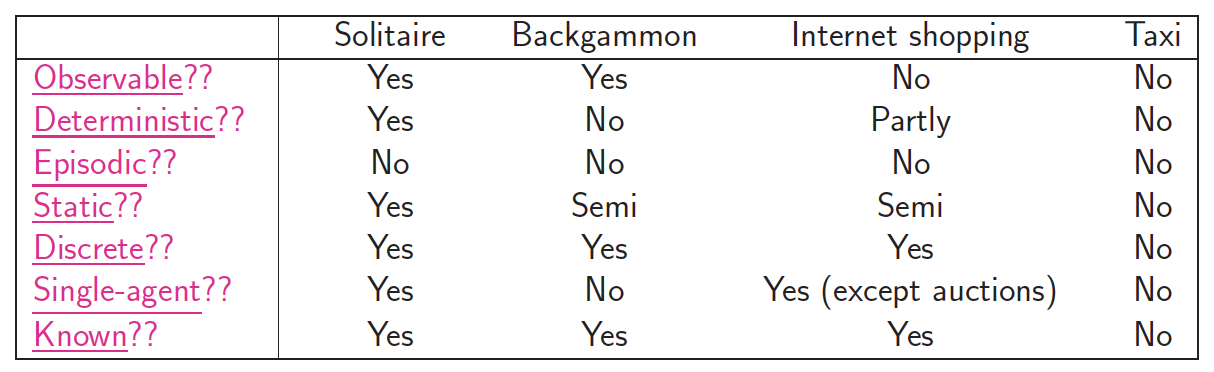 Solitaire Backgammon Internet shopping Taxi
Observable?? Yes Yes No No
Deterministic?? Yes No Partly No
Episodic?? No No No No
Static?? Yes Semi Semi No
Discrete?? Yes Yes Yes No
Single-agent?? Yes No Yes (except auctions) No
Known?? Yes Yes Yes No